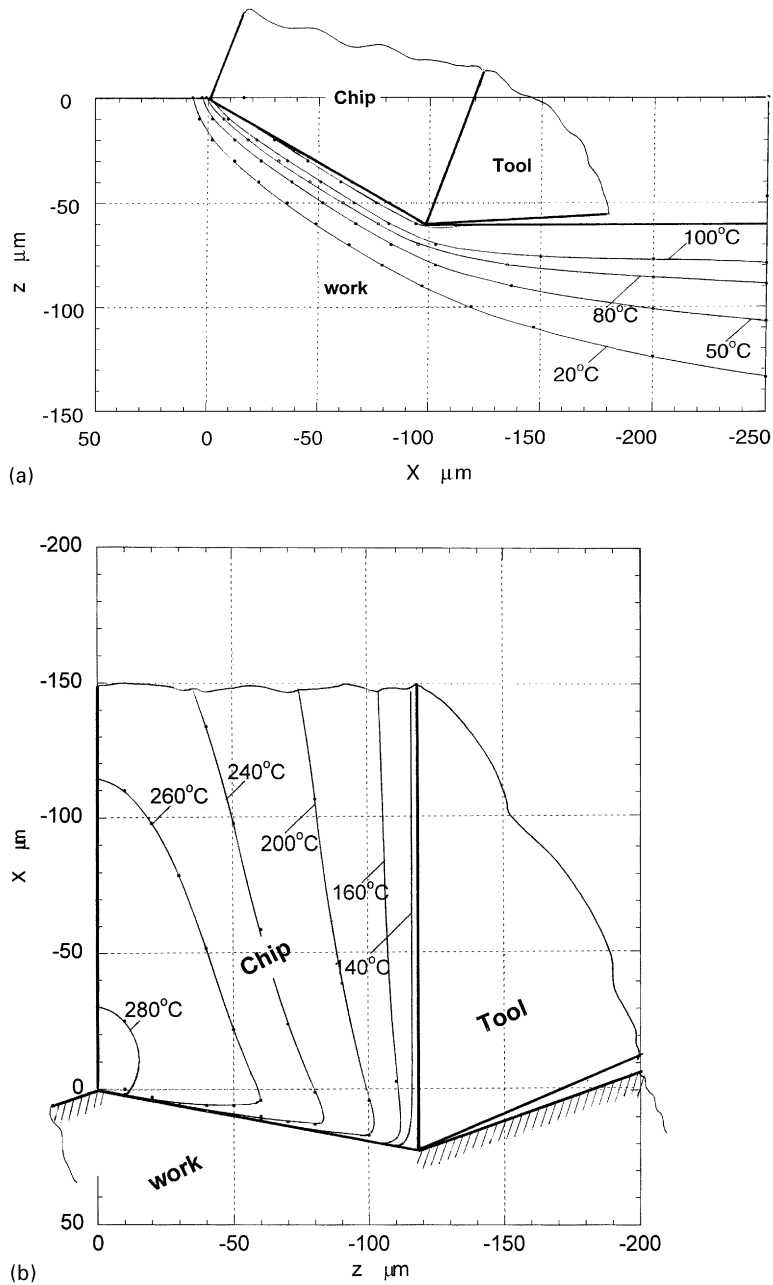 Chip
Tool
0
-50
-100
-150
z μm
work
100°C
80°C
50°C
20°C
50 0 -50 -100 -150 -200 -250
X μm
(a)
-200
-150
-100
-50
0
50
X μm
240°C
260°C
200°C
160°C
140°C
280°C
Chip
Tool
work
0 -50 -100 -150 -200
z μm
(b)